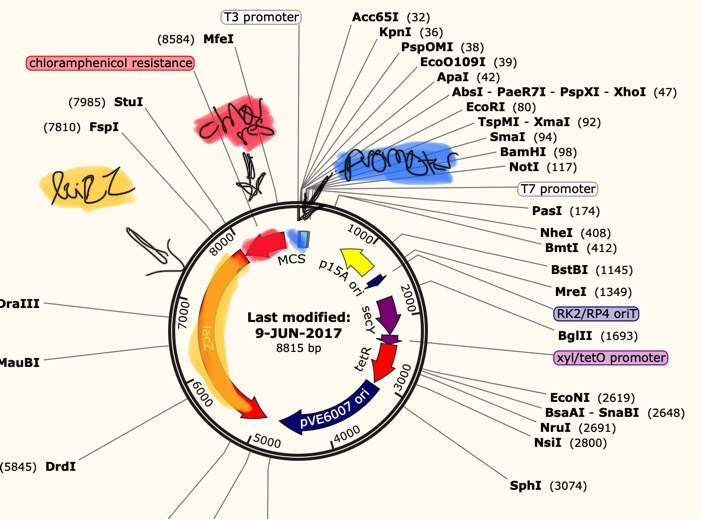 T3 promoter
(8584) MfeI
chloramphenicol resistance
(7985) StuI
(7810) FspI
Acc65I (32)
KpnI (36)
PspOMI (38)
EcoO109I (39)
ApaI (42)
AbsI - PaeR7I - PspXI - XhoI (47)
EcoRI (80)
TspMI - XmaI (92)
SmaI (94)
BamHI (98)
NotI (117)
promoter
T7 promoter
PasI (174)
NheI (408)
BmtI (412)
BstBI (1145)
MreI (1349)
RK2/RP4 oriT
BglII (1693)
xyl/tetO promoter
EcoNI (2619)
BsaAI - SnaBI (2648)
NruI (2691)
NsiI (2800)
SphI (3074)
DraIII
MauBI
(5845) DrdI
MCS
p15A ori
secY
tetR
pVE6007 ori
lacZ
1000
2000
3000
4000
5000
6000
7000
8000
Last modified:
9-JUN-2017
8815 bp